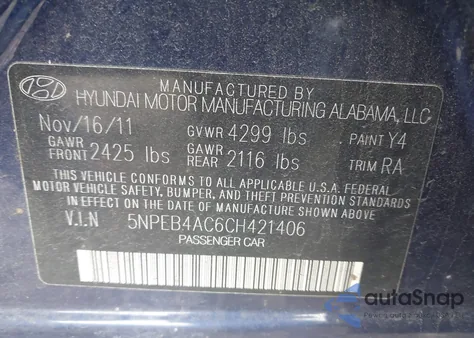 MANUFACTURED BY
HYUNDAI MOTOR MANUFACTURING ALABAMA, LLC
Nov/16/11 GVWR 4299 lbs PAINT Y4
GAWR FRONT 2425 lbs GAWR REAR 2116 lbs TRIM RA
THIS VEHICLE CONFORMS TO ALL APPLICABLE U.S.A. FEDERAL
MOTOR VEHICLE SAFETY, BUMPER, AND THEFT PREVENTION
STANDARDS IN EFFECT ON THE DATE OF MANUFACTURE SHOWN ABOVE.
V.I.N 5NPEB4AC6CH421406
PASSENGER CAR
autoSnap